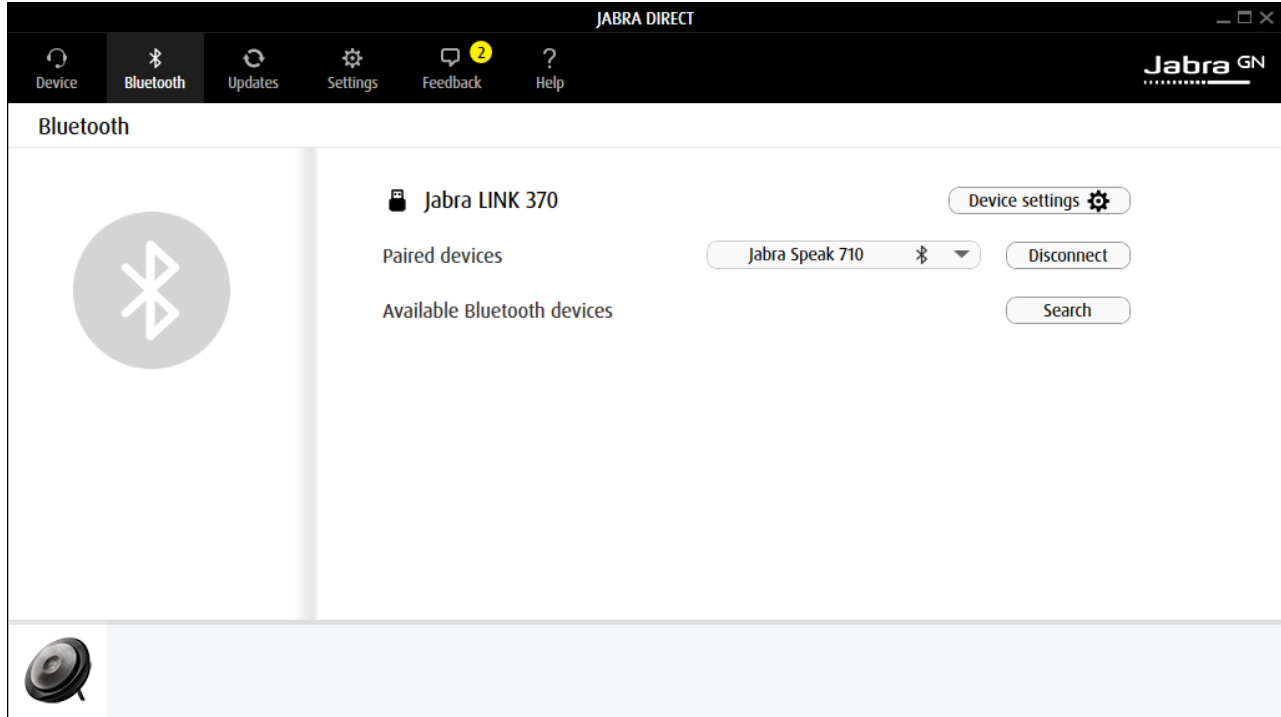 JABRA DIRECT
Device Bluetooth Updates Settings Feedback 2 Help
Jabra GN
Bluetooth
Jabra LINK 370 Device settings
Paired devices Jabra Speak 710 Disconnect
Available Bluetooth devices Search